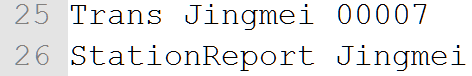 25 Trans Jingmei 00007
26 StationReport Jingmei